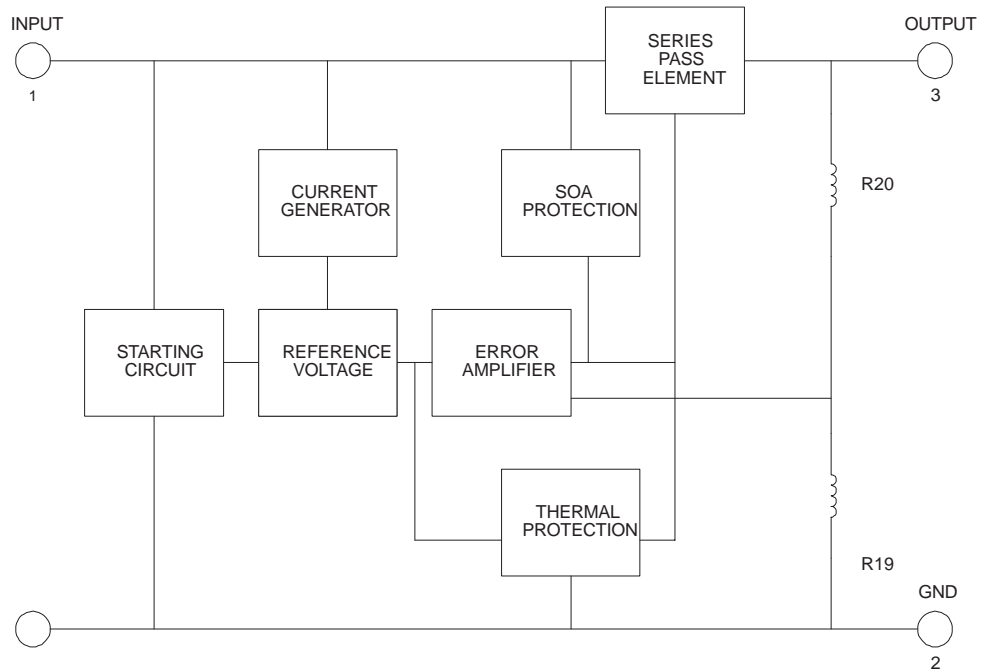 INPUT
1
SERIES
PASS
ELEMENT
OUTPUT
3
CURRENT
GENERATOR
SOA
PROTECTION
R20
STARTING
CIRCUIT
REFERENCE
VOLTAGE
ERROR
AMPLIFIER
THERMAL
PROTECTION
R19
GND
2